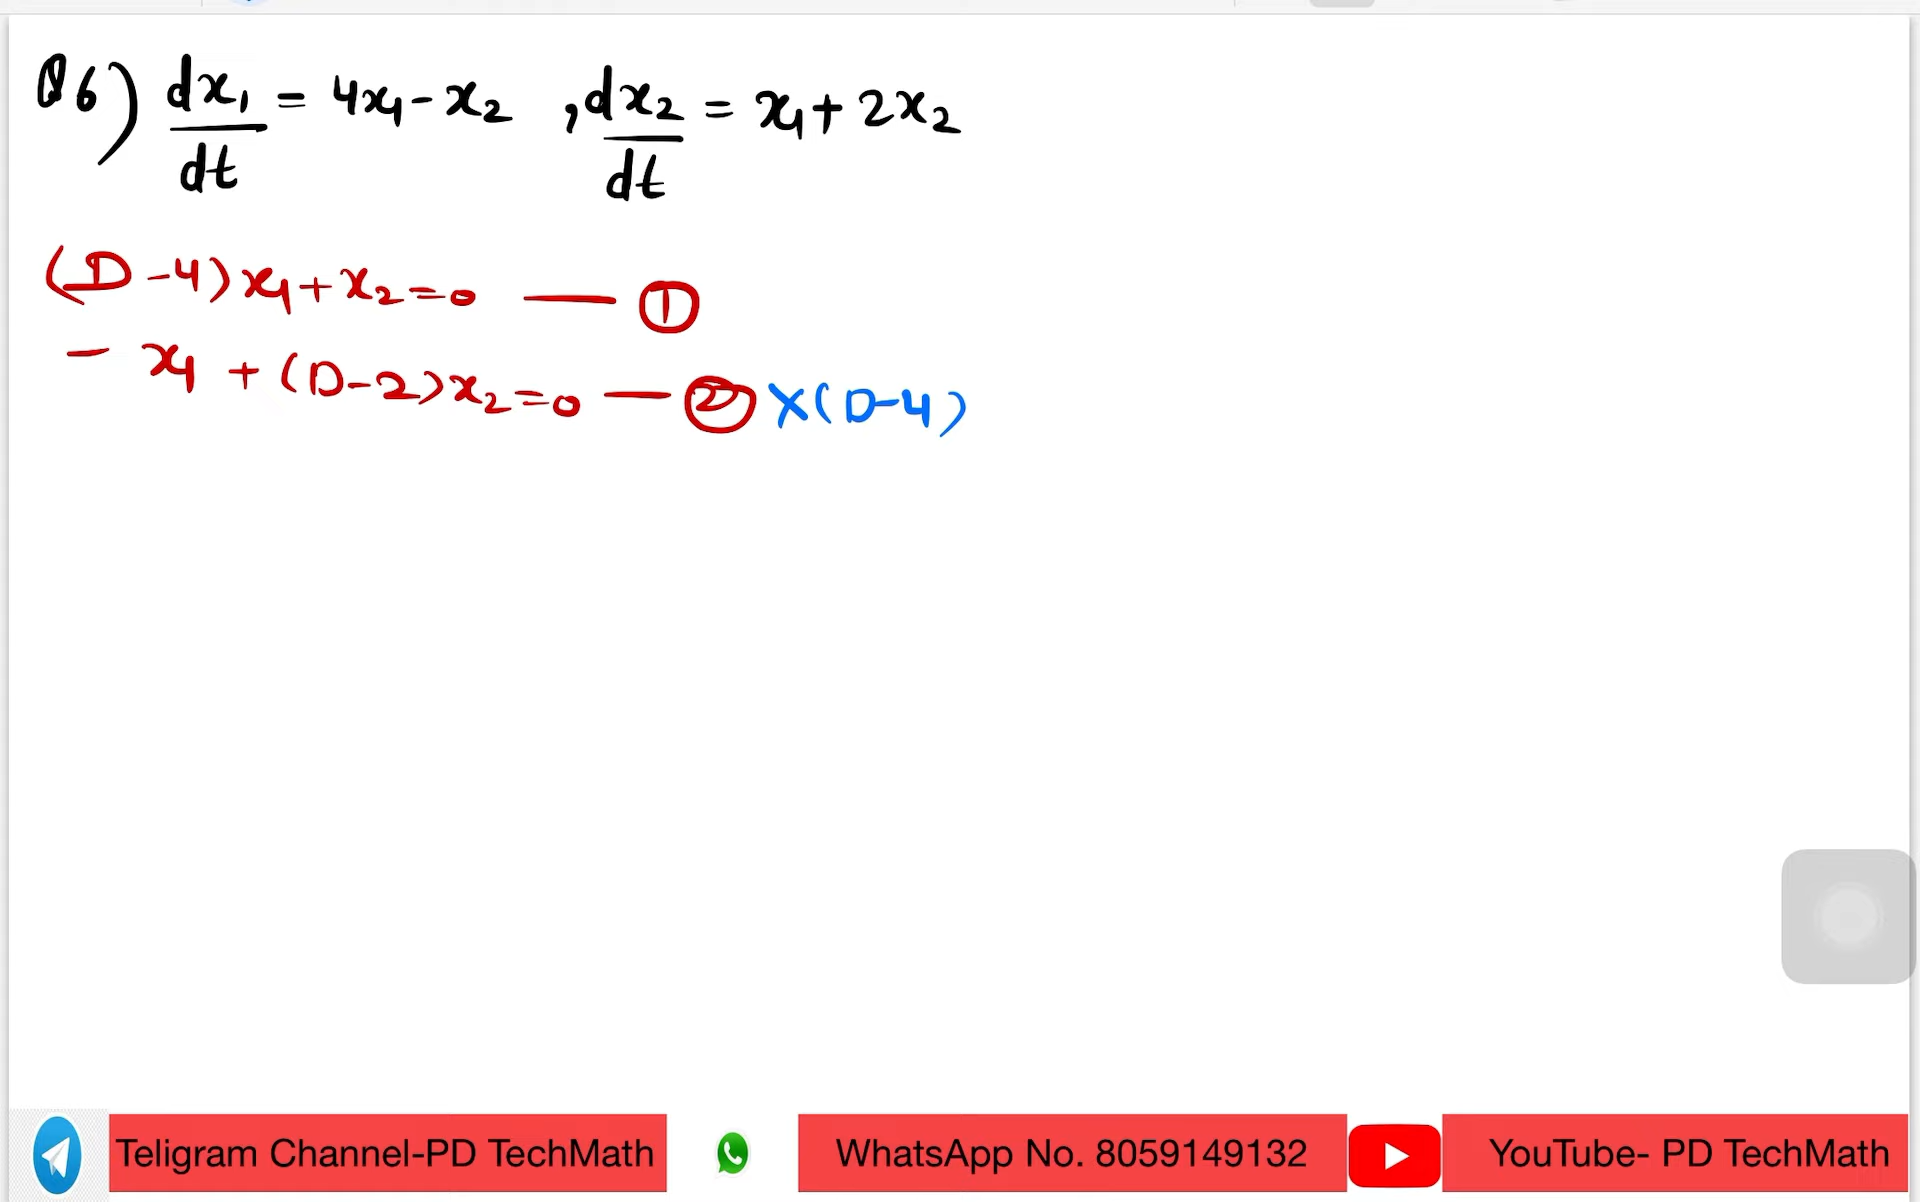 Q6) dx₁/dt = 4x₁ - x₂ , dx₂/dt = x₁ + 2x₂
(D-4)x₁ + x₂ = 0 — ①
- x₁ + (D-2)x₂ = 0 — ② ×(D-4)
Teligram Channel-PD TechMath WhatsApp No. 8059149132 YouTube- PD TechMath